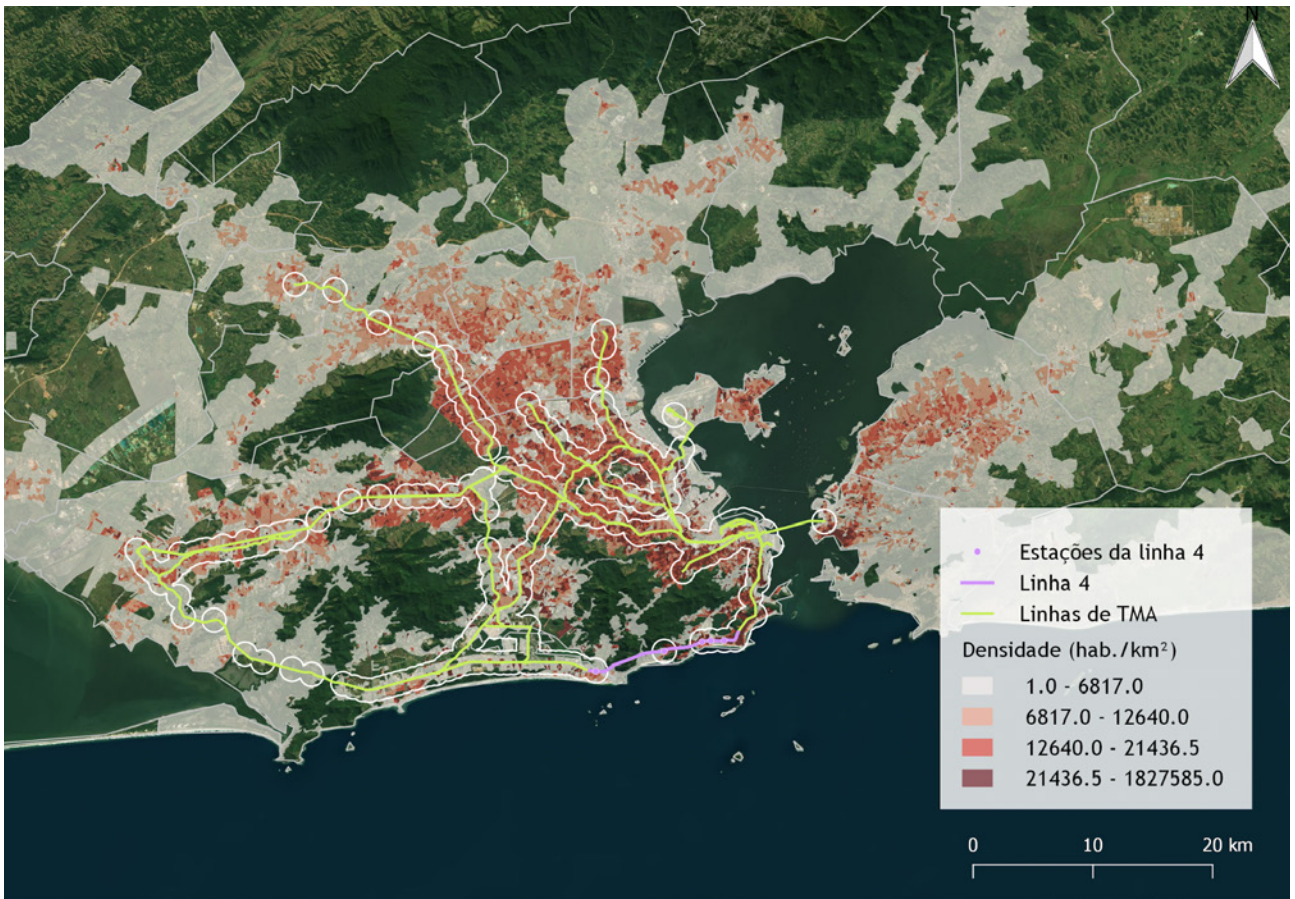 N
Estações da linha 4
Linha 4
Linhas de TMA
Densidade (hab./km²)
1.0 - 6817.0
6817.0 - 12640.0
12640.0 - 21436.5
21436.5 - 1827585.0
0 10 20 km